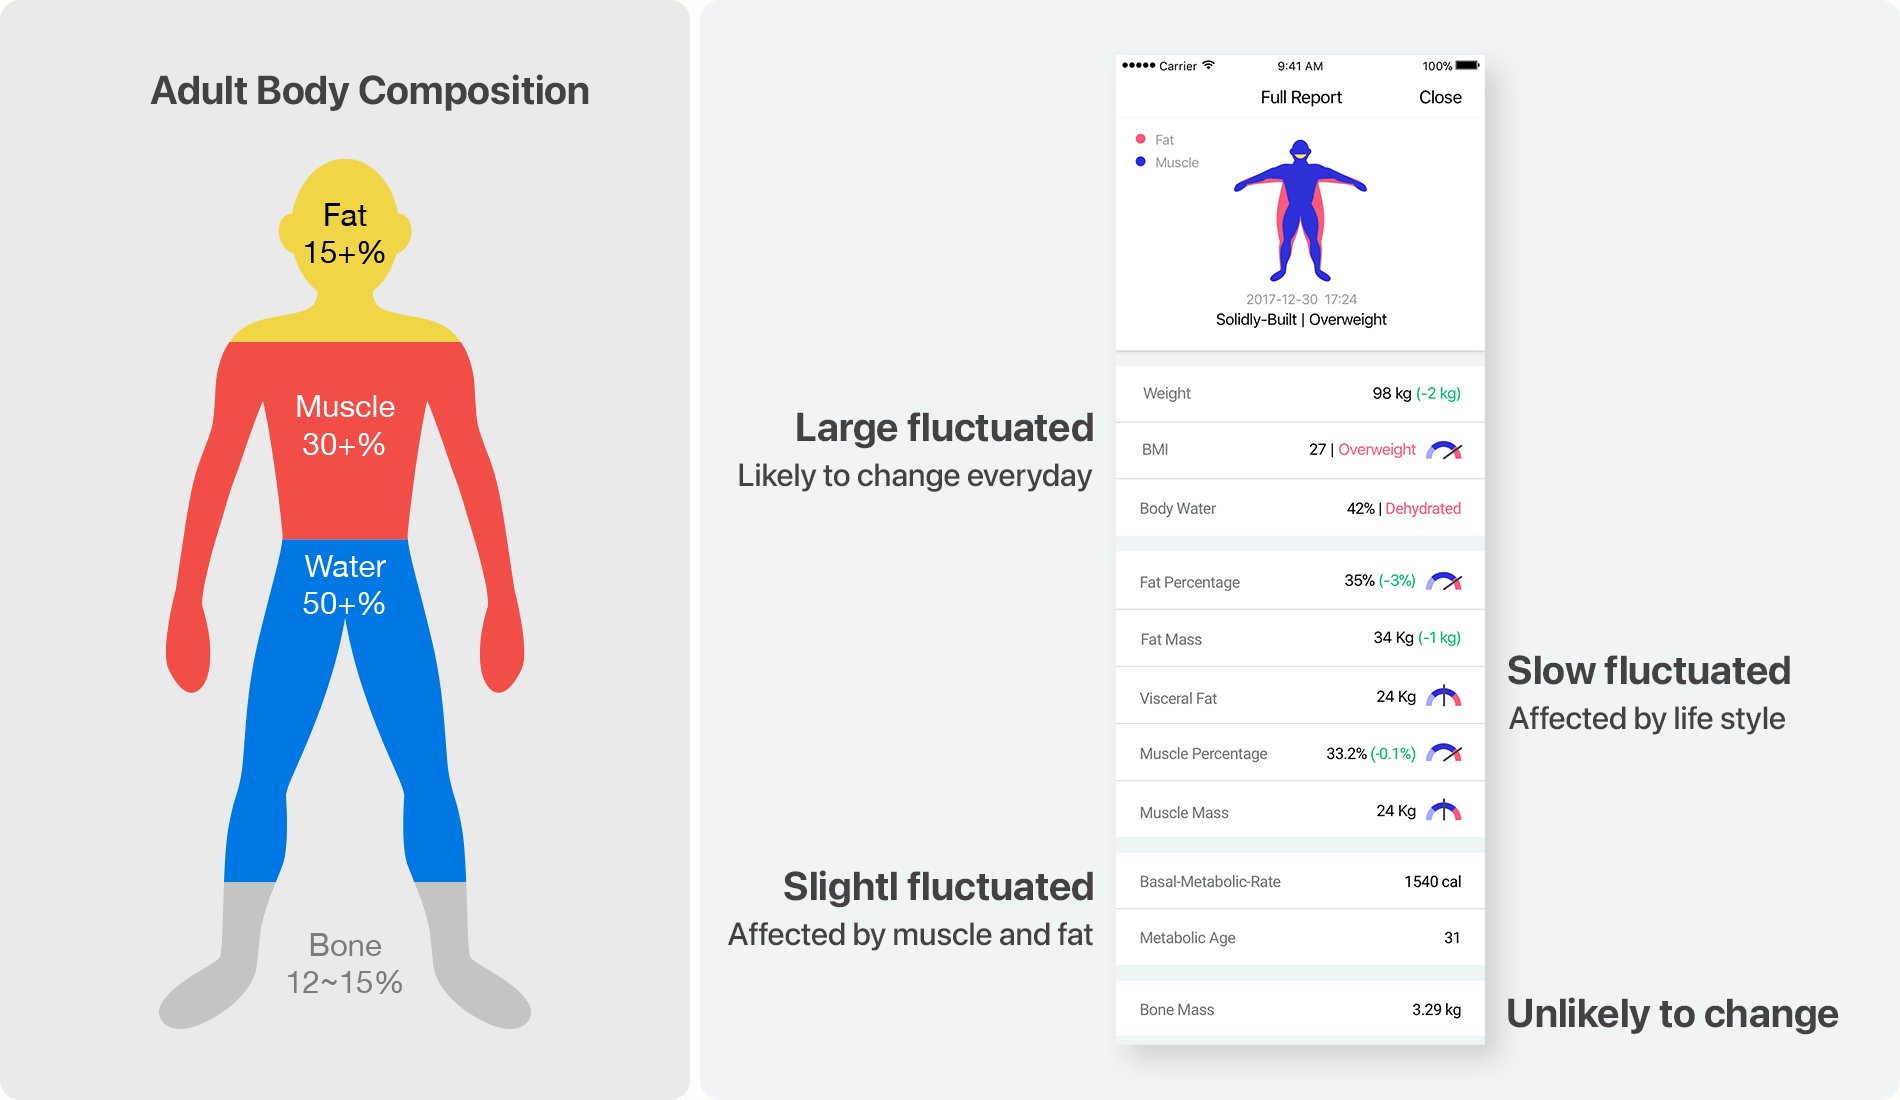 Adult Body Composition
Fat
15+%
Muscle
30+%
Water
50+%
Bone
12~15%
Large fluctuated
Likely to change everyday
Slightl fluctuated
Affected by muscle and fat
Carrier 9:41 AM 100%
Full Report Close
Fat
Muscle
2017-12-30 17:24
Solidly-Built | Overweight
Weight 98 kg (-2 kg)
BMI 27 | Overweight
Body Water 42% | Dehydrated
Fat Percentage 35% (-3%)
Fat Mass 34 Kg (-1 kg)
Visceral Fat 24 Kg
Muscle Percentage 33.2% (-0.1%)
Muscle Mass 24 Kg
Basal-Metabolic-Rate 1540 cal
Metabolic Age 31
Bone Mass 3.29 kg
Slow fluctuated
Affected by life style
Unlikely to change